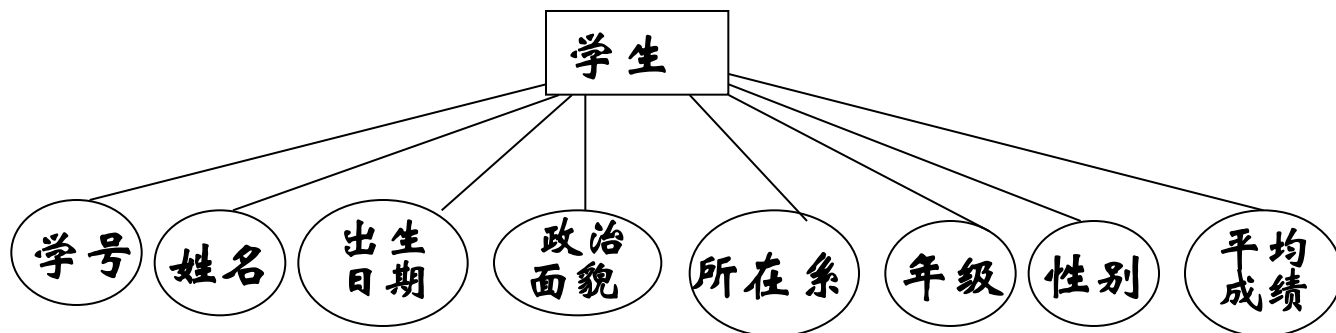 学生
学号
姓名
出生
日期
政治
面貌
所在系
年级
性别
平均
成绩